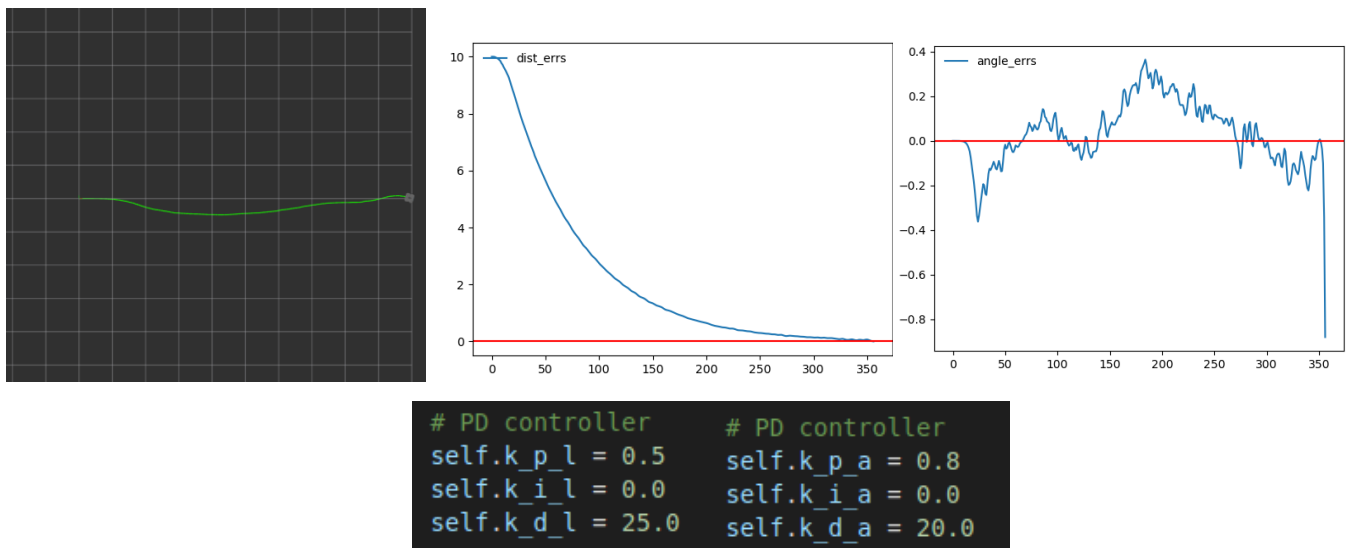 dist_errs
10
8
6
4
2
0
0 50 100 150 200 250 300 350
angle_errs
0.4
0.2
0.0
−0.2
−0.4
−0.6
−0.8
0 50 100 150 200 250 300 350
# PD controller
self.k_p_l = 0.5
self.k_i_l = 0.0
self.k_d_l = 25.0
# PD controller
self.k_p_a = 0.8
self.k_i_a = 0.0
self.k_d_a = 20.0